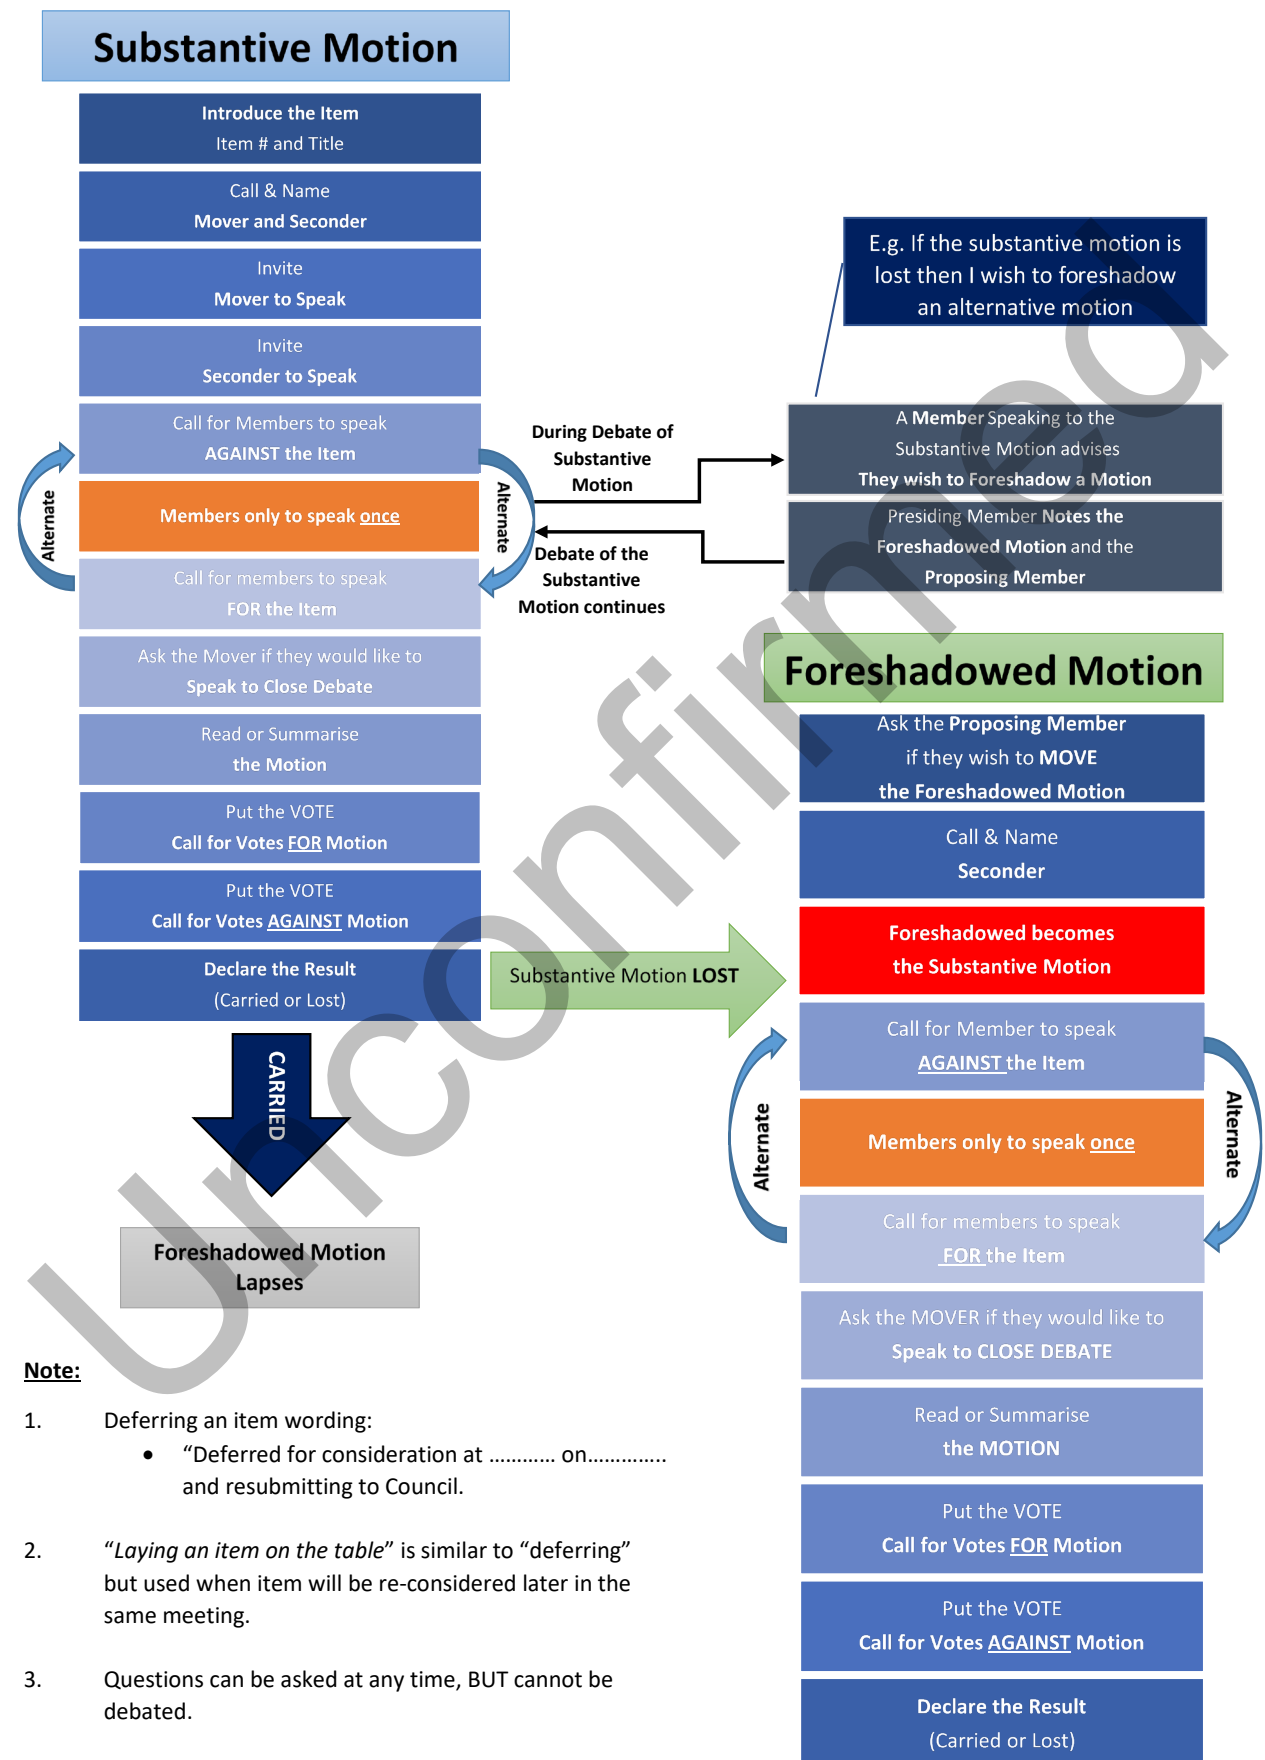 Substantive Motion
Introduce the Item
Item # and Title
Call & Name
Mover and Seconder
Invite
Mover to Speak
Invite
Seconder to Speak
Call for Members to speak
AGAINST the Item
Members only to speak once
Call for members to speak
FOR the Item
Alternate
Alternate
Ask the Mover if they would like to
Speak to Close Debate
Read or Summarise
the Motion
Put the VOTE
Call for Votes FOR Motion
Put the VOTE
Call for Votes AGAINST Motion
Declare the Result
(Carried or Lost)
CARRIED
Foreshadowed Motion
Lapses
During Debate of
Substantive
Motion
Debate of the
Substantive
Motion continues
E.g. If the substantive motion is
lost then I wish to foreshadow
an alternative motion
A Member Speaking to the
Substantive Motion advises
They wish to Foreshadow a Motion
Presiding Member Notes the
Foreshadowed Motion and the
Proposing Member
Substantive Motion LOST
Foreshadowed Motion
Ask the Proposing Member
if they wish to MOVE
the Foreshadowed Motion
Call & Name
Seconder
Foreshadowed becomes
the Substantive Motion
Call for Member to speak
AGAINST the Item
Members only to speak once
Call for members to speak
FOR the Item
Alternate
Alternate
Ask the MOVER if they would like to
Speak to CLOSE DEBATE
Read or Summarise
the MOTION
Put the VOTE
Call for Votes FOR Motion
Put the VOTE
Call for Votes AGAINST Motion
Declare the Result
(Carried or Lost)
Note:
1. Deferring an item wording:
• “Deferred for consideration at ………… on…………..
and resubmitting to Council.
2. “Laying an item on the table” is similar to “deferring”
but used when item will be re-considered later in the
same meeting.
3. Questions can be asked at any time, BUT cannot be
debated.
Unconfirmed